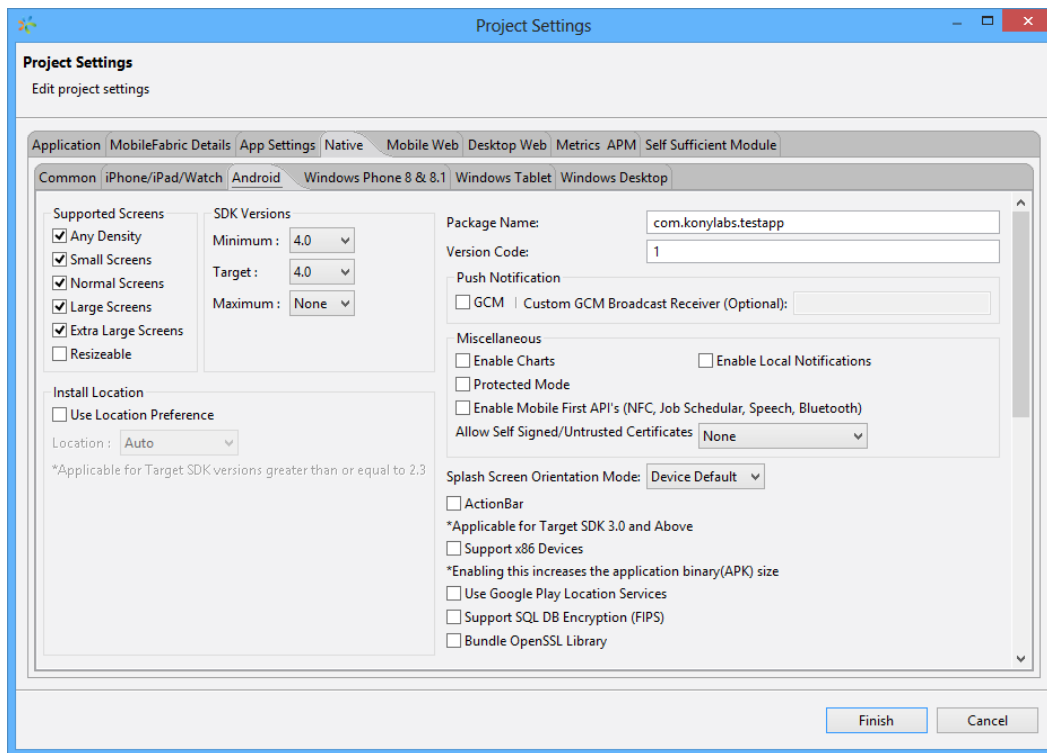 Project Settings
Project Settings
Edit project settings
Application MobileFabric Details App Settings Native Mobile Web Desktop Web Metrics APM Self Sufficient Module
Common iPhone/iPad/Watch Android Windows Phone 8 & 8.1 Windows Tablet Windows Desktop
Supported Screens
Any Density
Small Screens
Normal Screens
Large Screens
Extra Large Screens
Resizeable
SDK Versions
Minimum : 4.0
Target : 4.0
Maximum : None
Install Location
Use Location Preference
Location : Auto
*Applicable for Target SDK versions greater than or equal to 2.3
Package Name: com.konylabs.testapp
Version Code: 1
Push Notification
GCM | Custom GCM Broadcast Receiver (Optional):
Miscellaneous
Enable Charts Enable Local Notifications
Protected Mode
Enable Mobile First API's (NFC, Job Schedular, Speech, Bluetooth)
Allow Self Signed/Untrusted Certificates None
Splash Screen Orientation Mode: Device Default
ActionBar
*Applicable for Target SDK 3.0 and Above
Support x86 Devices
*Enabling this increases the application binary(APK) size
Use Google Play Location Services
Support SQL DB Encryption (FIPS)
Bundle OpenSSL Library
Finish Cancel